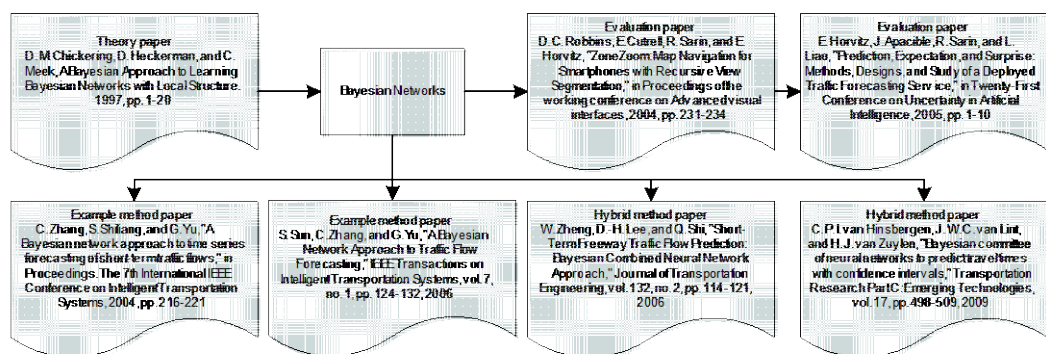 Theory paper
D. M. Chickering, D. Heckerman, and C.
Meek, A Bayesian Approach to Learning
Bayesian Networks with Local Structure.
1997, pp. 1-28
Bayesian Networks
Evaluation paper
D. C. Robbins, E. Cutrell, R. Sarin, and E.
Horvitz, "ZoneZoom: Map Navigation for
Smartphones with Recursive View
Segmentation," in Proceedings of the
working conference on Advanced visual
interfaces, 2004, pp. 231-234
Evaluation paper
E. Horvitz, J. Apacible, R. Sarin, and L.
Liao, "Prediction, Expectation, and Surprise:
Methods, Designs, and Study of a Deployed
Traffic Forecasting Service," in Twenty-First
Conference on Uncertainty in Artificial
Intelligence, 2005, pp. 1-10
Example method paper
C. Zhang, S. Shiliang, and G. Yu, "A
Bayesian network approach to time series
forecasting of short-term traffic flows," in
Proceedings. The 7th International IEEE
Conference on Intelligent Transportation
Systems, 2004, pp. 216-221
Example method paper
S. Sun, C. Zhang, and G. Yu, "A Bayesian
Network Approach to Traffic Flow
Forecasting," IEEE Transactions on
Intelligent Transportation Systems, vol. 7,
no. 1, pp. 124-132, 2006
Hybrid method paper
W. Zheng, D.-H. Lee, and Q. Shi, "Short-
Term Freeway Traffic Flow Prediction:
Bayesian Combined Neural Network
Approach," Journal of Transportation
Engineering, vol. 132, no. 2, pp. 114-121,
2006
Hybrid method paper
C. P. I. van Hinsbergen, J. W. C. van Lint,
and H. J. van Zuylen, "Bayesian committee
of neural networks to predict travel times
with confidence intervals," Transportation
Research Part C: Emerging Technologies,
vol. 17, pp. 498-509, 2009